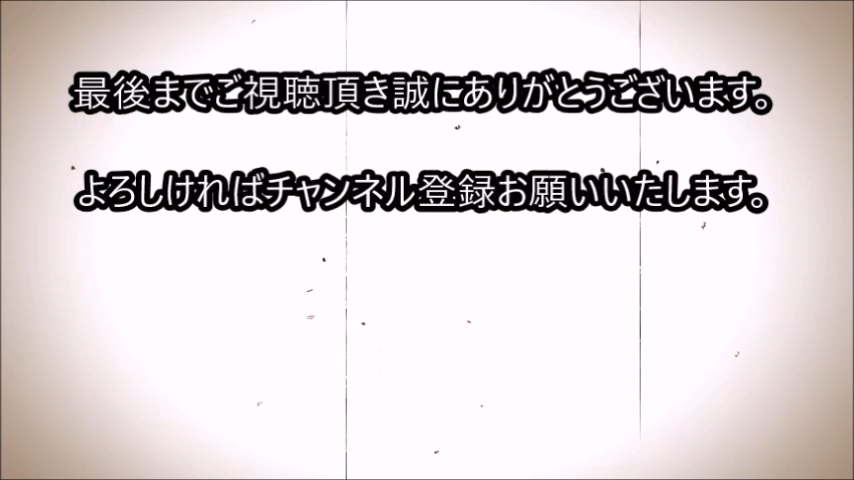 最後までご視聴頂き誠にありがとうございます。
よろしければチャンネル登録お願いいたします。